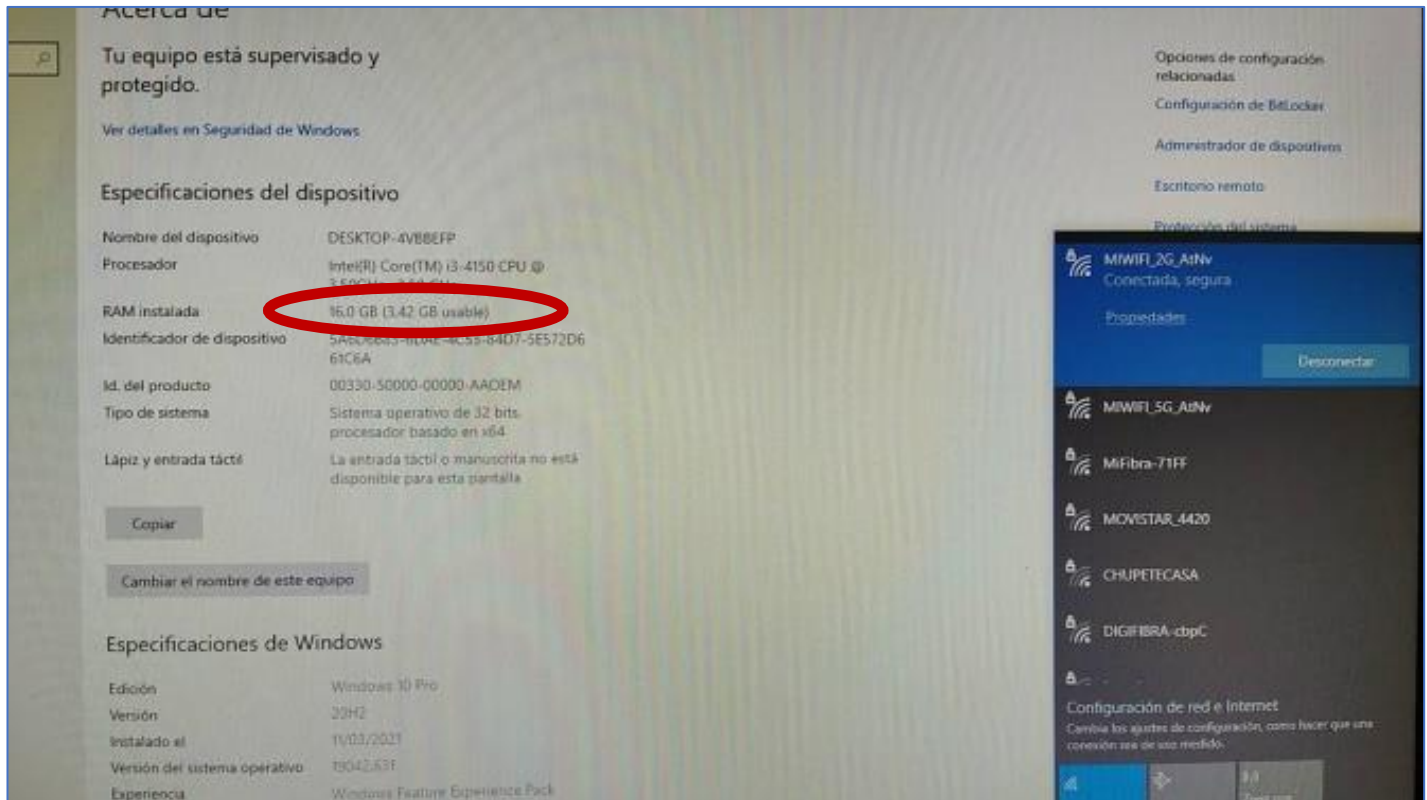 Acerca de
Tu equipo está supervisado y
protegido.
Ver detalles en Seguridad de Windows
Especificaciones del dispositivo
Nombre del dispositivo DESKTOP-4VB8EFP
Procesador Intel(R) Core(TM) i3-4150 CPU @
RAM instalada 16.0 GB (3.42 GB usable)
Identificador de dispositivo
61C6A
Id. del producto 00330-50000-00000-AAOEM
Tipo de sistema Sistema operativo de 32 bits,
procesador basado en x64
Lápiz y entrada táctil La entrada táctil o manuscrita no está
disponible para esta pantalla
Copiar
Cambiar el nombre de este equipo
Especificaciones de Windows
Edición Windows 10 Pro
Versión 20H2
Instalado el 11/03/2021
Versión del sistema operativo 19042.631
Experiencia Windows Feature Experience Pack
Opciones de configuración
relacionadas
Configuración de BitLocker
Administrador de dispositivos
Escritorio remoto
Protección del sistema
MIWIFI_2G_AtNv
Conectada, segura
Propiedades
Desconectar
MIWIFI_5G_AtNv
MiFibra-71FF
MOVISTAR_4420
CHUPETECASA
DIGIFIBRA-cbpC
Configuración de red e Internet
Cambia los ajustes de configuración, como hacer que una
conexión sea de uso medido.